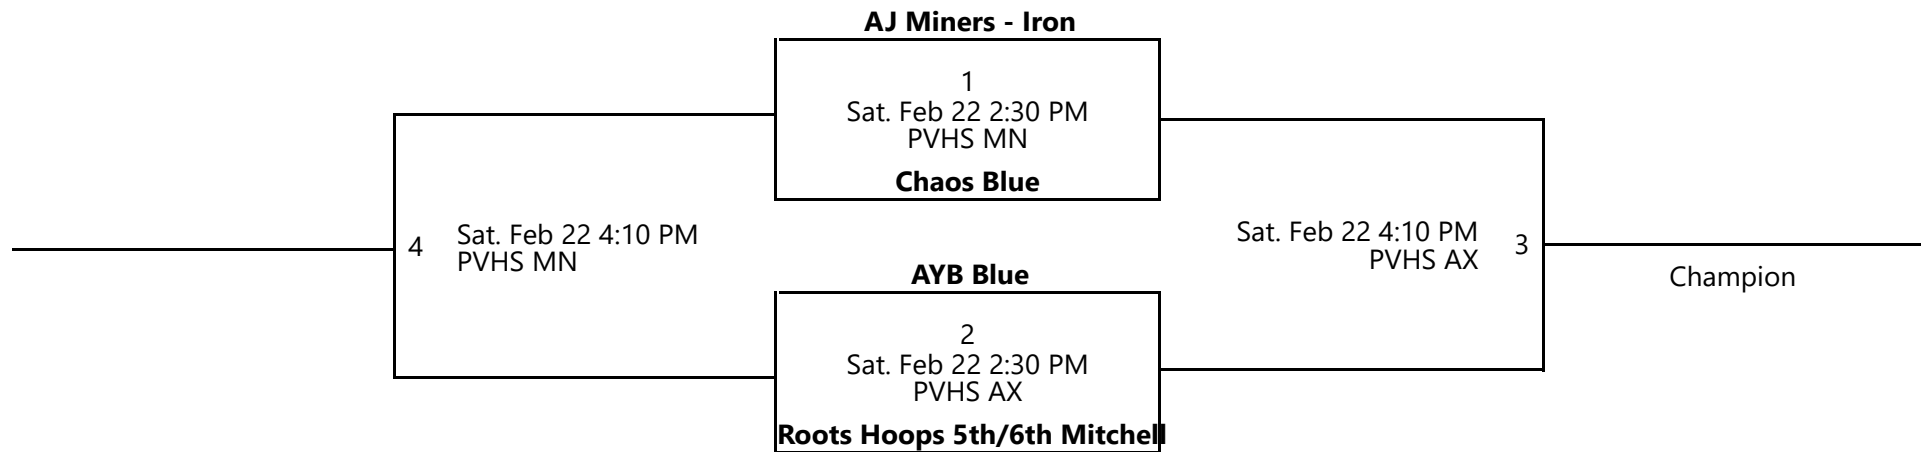 AJ Miners - Iron
1
Sat. Feb 22 2:30 PM
PVHS MN
Chaos Blue
4
Sat. Feb 22 4:10 PM
PVHS MN
Sat. Feb 22 4:10 PM
PVHS AX
3
Champion
AYB Blue
2
Sat. Feb 22 2:30 PM
PVHS AX
Roots Hoops 5th/6th Mitchell